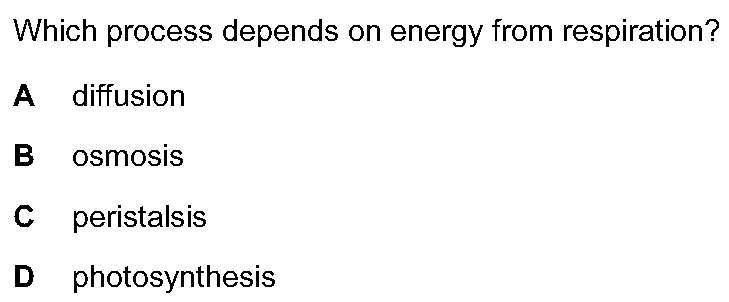 Which process depends on energy from respiration?
A diffusion
B osmosis
C peristalsis
D photosynthesis